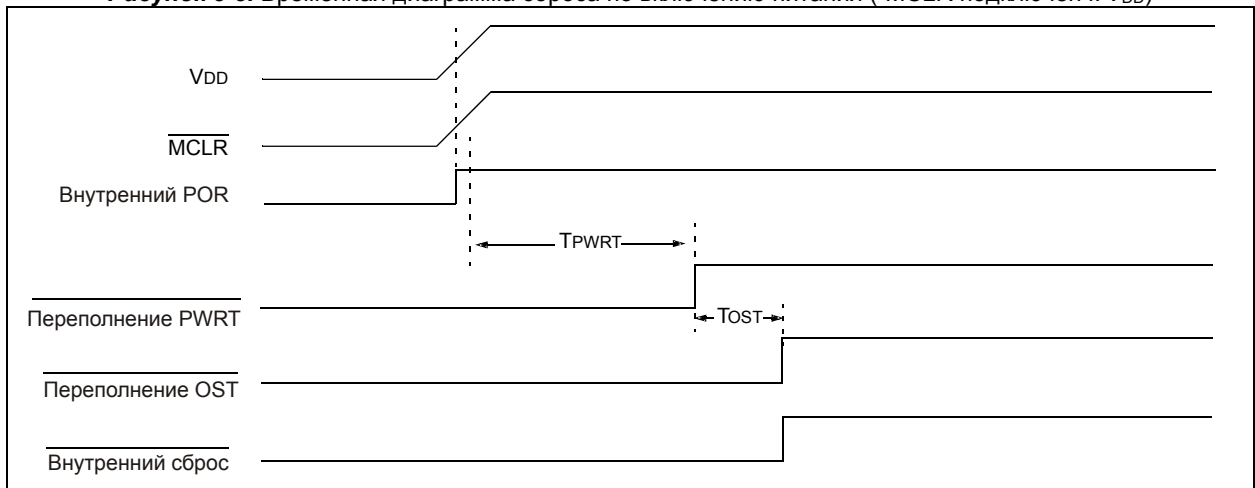 VDD
MCLR
Внутренний POR
TPWRT
Переполнение PWRT
TOST
Переполнение OST
Внутренний сброс